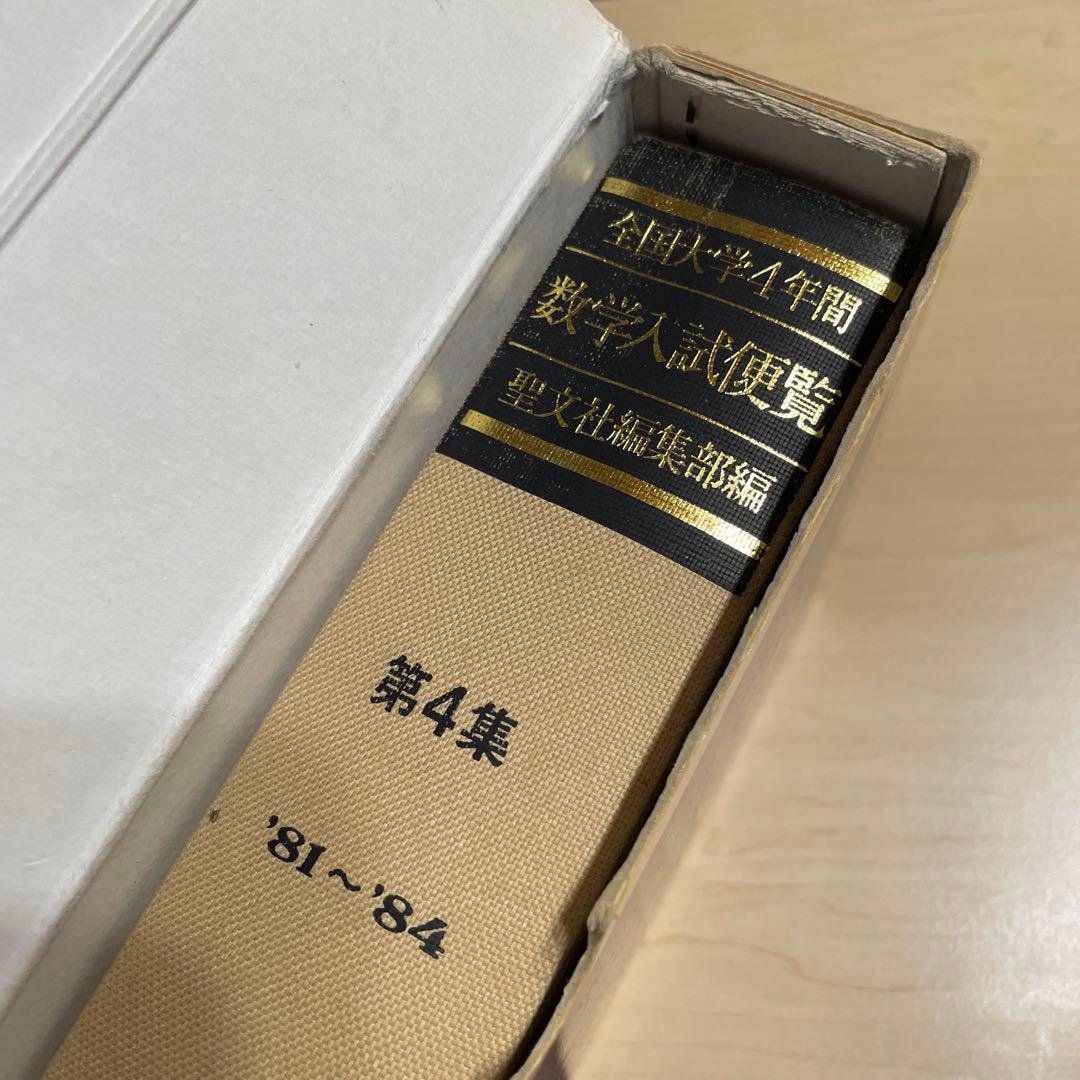 全国大学4年間
数学入試便覧
聖文社編集部編
第4集
'81～'84